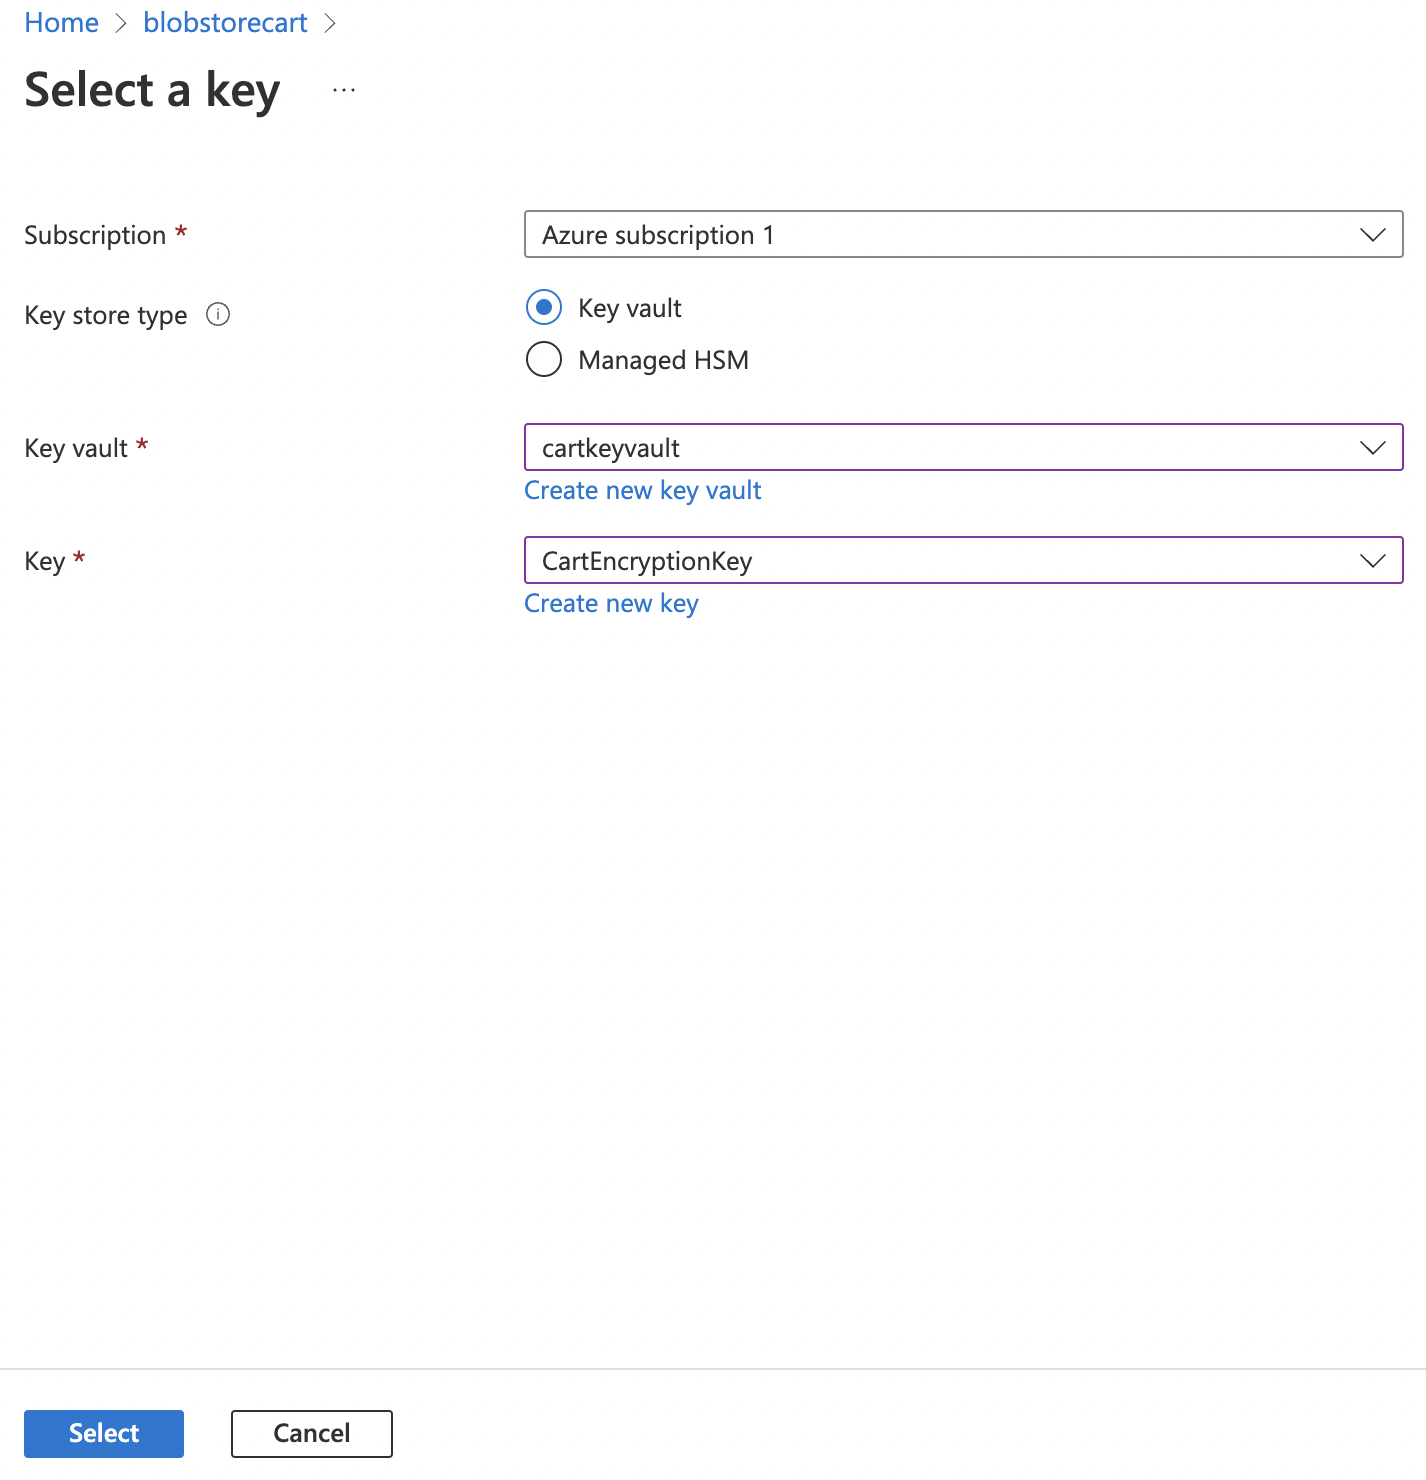 Home > blobstorecart >
Select a key ...
Subscription * Azure subscription 1
Key store type Key vault
Managed HSM
Key vault * cartkeyvault
Create new key vault
Key * CartEncryptionKey
Create new key
Select Cancel